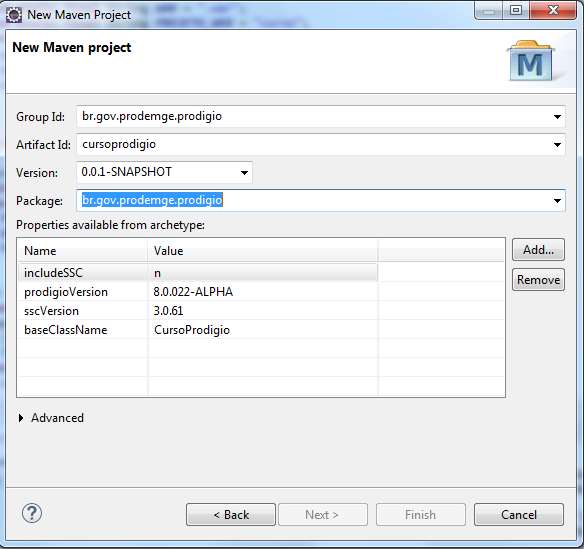 New Maven Project
New Maven project
M
Group Id: br.gov.prodemge.prodigio
Artifact Id: cursoprodigio
Version: 0.0.1-SNAPSHOT
Package: br.gov.prodemge.prodigio
Properties available from archetype:
Name Value
Add...
includeSSC n
Remove
prodigioVersion 8.0.022-ALPHA
sscVersion 3.0.61
baseClassName CursoProdigio
Advanced
? < Back Next > Finish Cancel